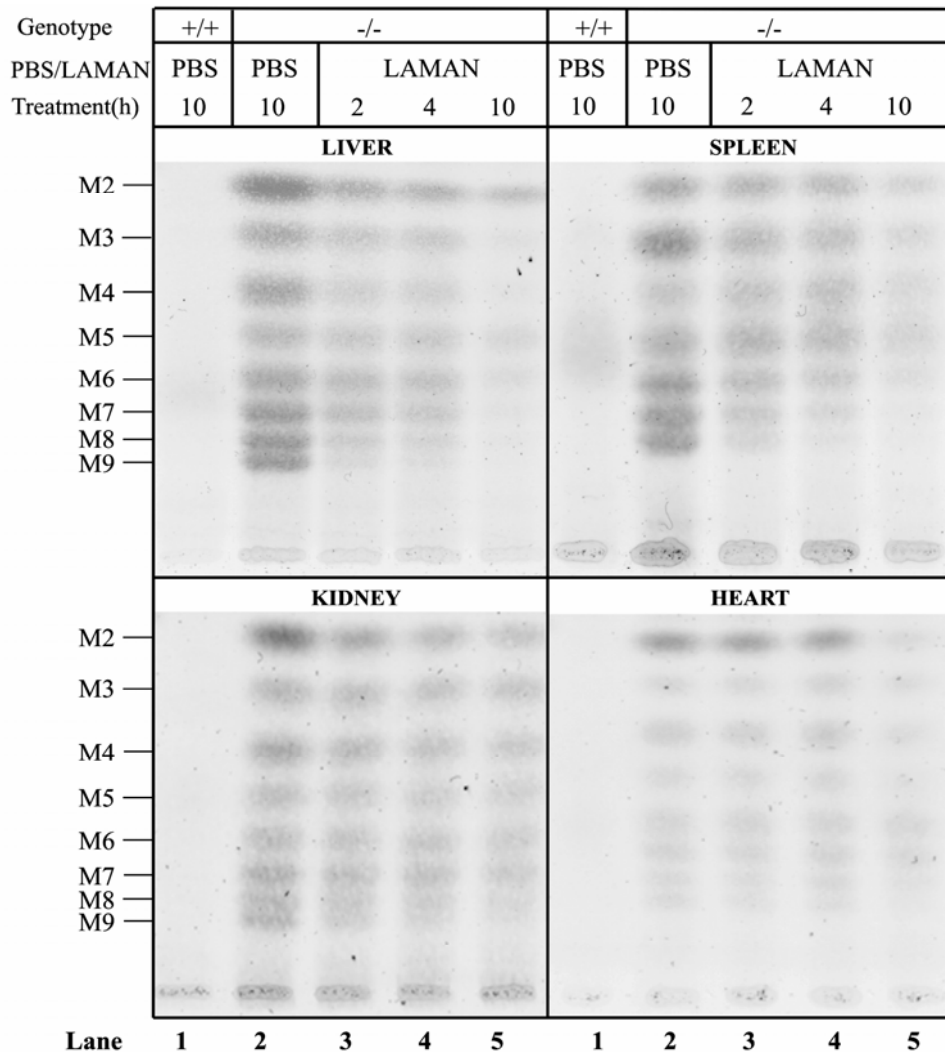 Genotype +/+ -/- +/+ -/-
PBS/LAMAN PBS PBS LAMAN PBS PBS LAMAN
Treatment(h) 10 10 2 4 10 10 10 2 4 10
LIVER SPLEEN
M2
M3
M4
M5
M6
M7
M8
M9
KIDNEY HEART
M2
M3
M4
M5
M6
M7
M8
M9
Lane 1 2 3 4 5 1 2 3 4 5